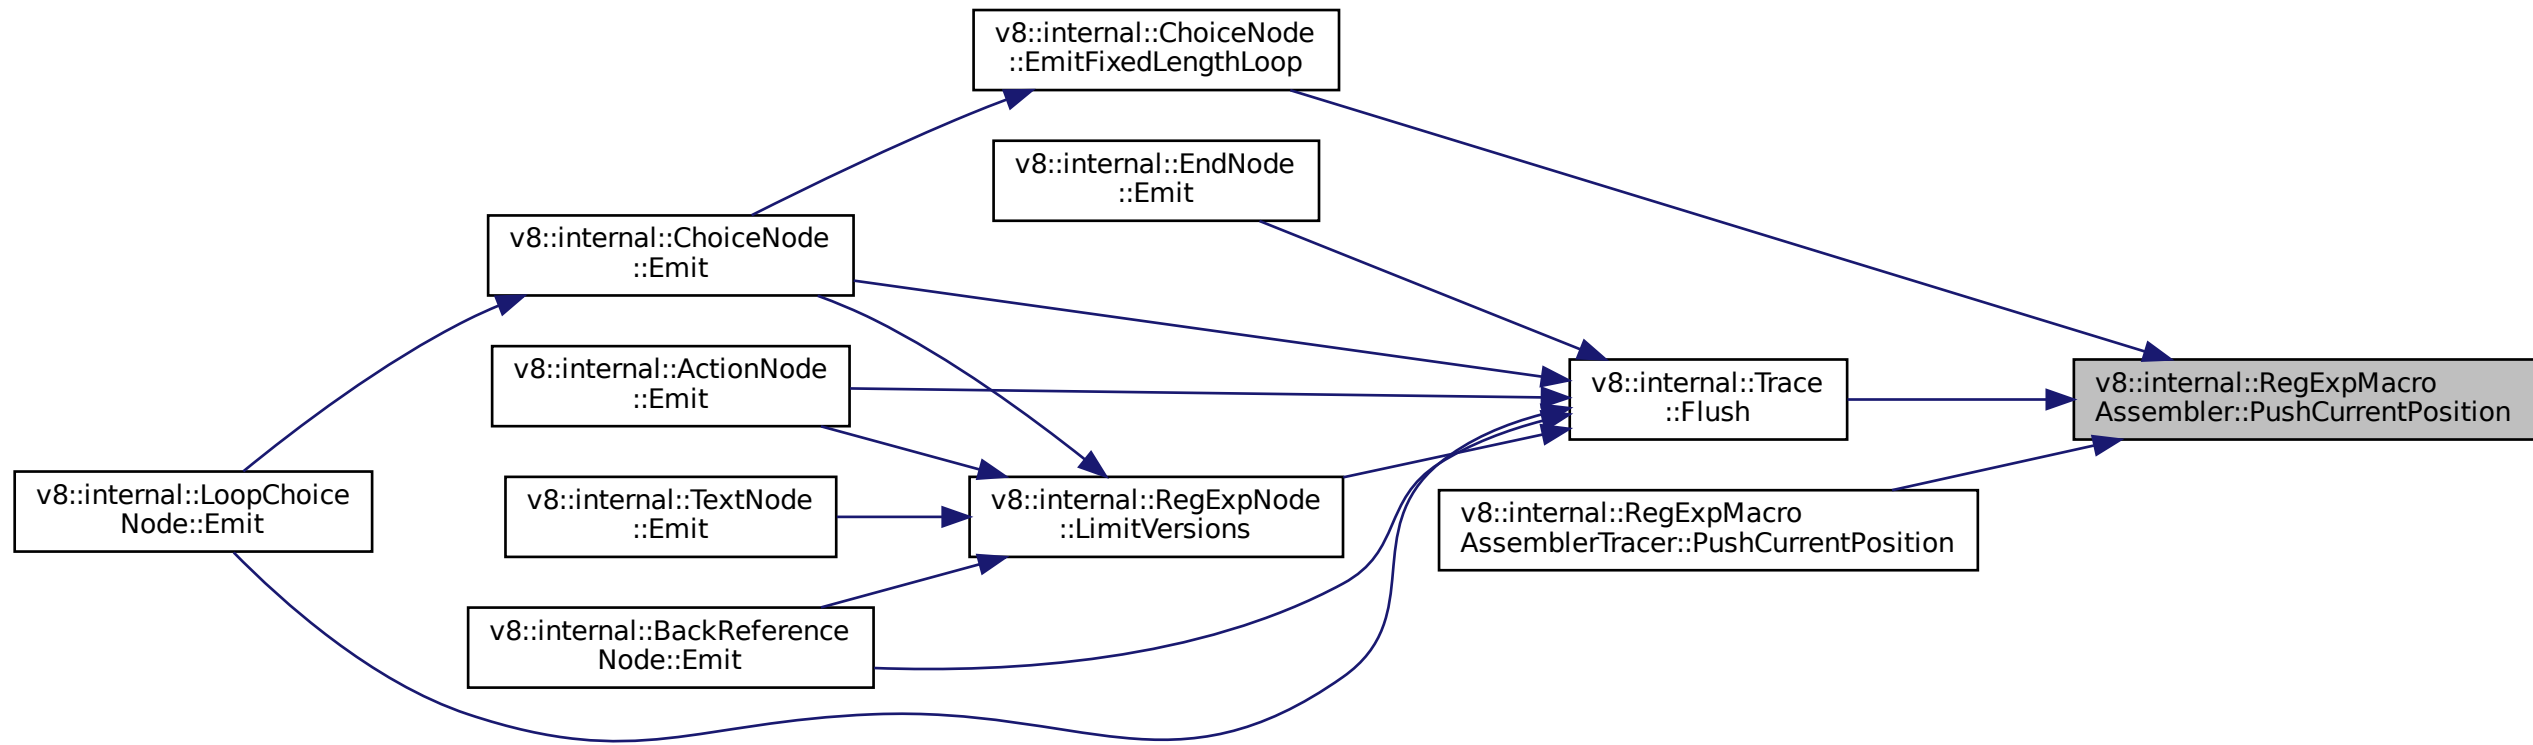 v8::internal::ChoiceNode
::EmitFixedLengthLoop
v8::internal::EndNode
::Emit
v8::internal::ChoiceNode
::Emit
v8::internal::ActionNode
::Emit
v8::internal::Trace
::Flush
v8::internal::RegExpMacro
Assembler::PushCurrentPosition
v8::internal::LoopChoice
Node::Emit
v8::internal::TextNode
::Emit
v8::internal::RegExpNode
::LimitVersions
v8::internal::RegExpMacro
AssemblerTracer::PushCurrentPosition
v8::internal::BackReference
Node::Emit